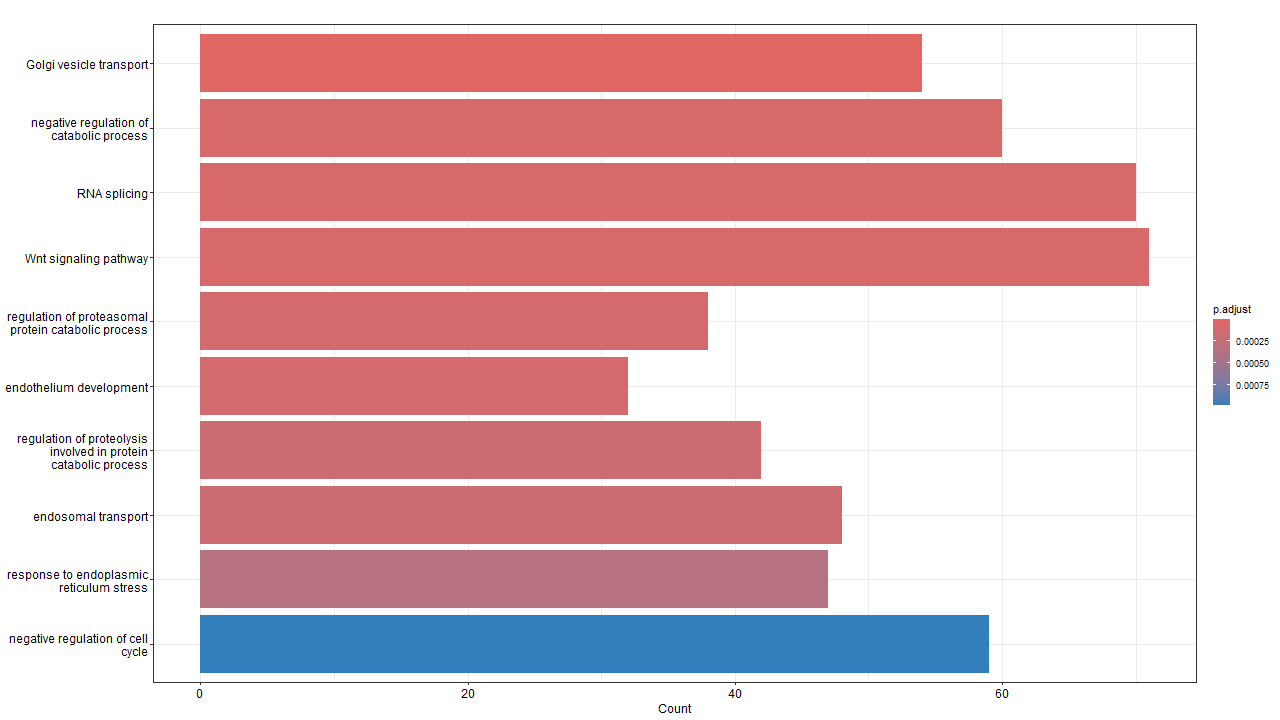 Golgi vesicle transport
negative regulation of
catabolic process
RNA splicing
Wnt signaling pathway
regulation of proteasomal
protein catabolic process
endothelium development
regulation of proteolysis
involved in protein
catabolic process
endosomal transport
response to endoplasmic
reticulum stress
negative regulation of cell
cycle
0 20 40 60
Count
p.adjust
0.00025
0.00050
0.00075